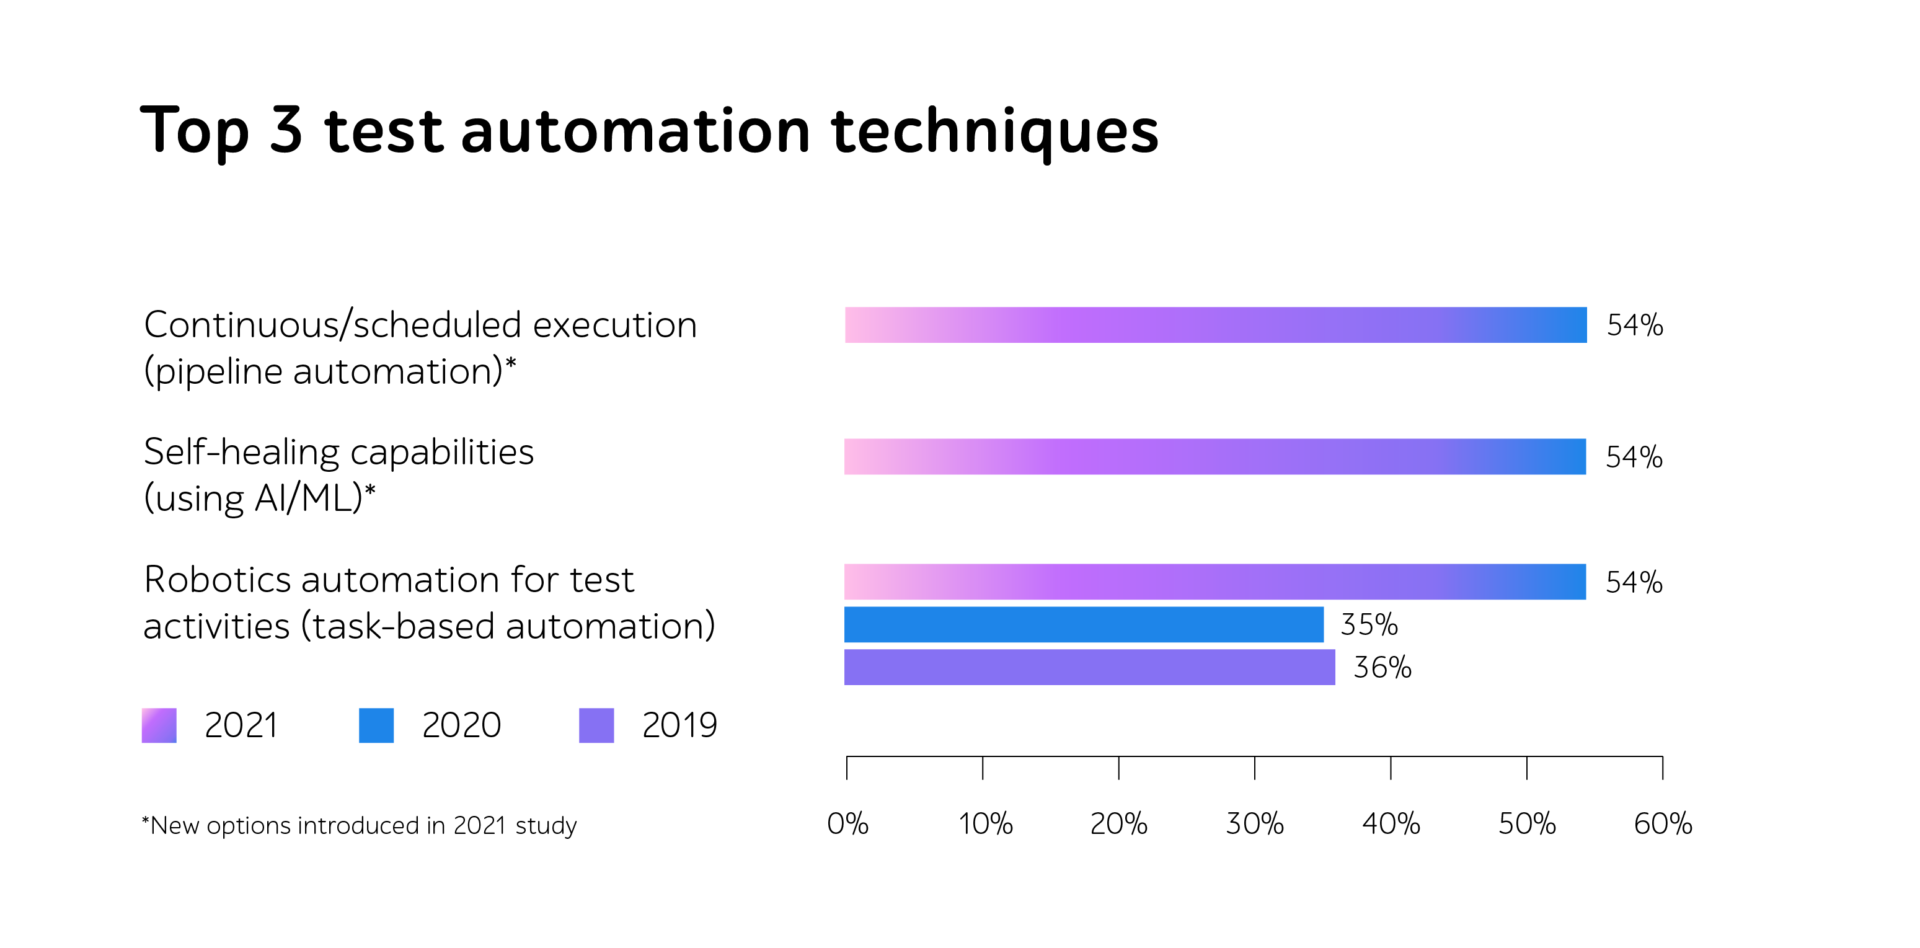 Top 3 test automation techniques
Continuous/scheduled execution
(pipeline automation)*
54%
Self-healing capabilities
(using AI/ML)*
54%
Robotics automation for test
activities (task-based automation)
54%
35%
36%
2021 2020 2019
0% 10% 20% 30% 40% 50% 60%
*New options introduced in 2021 study